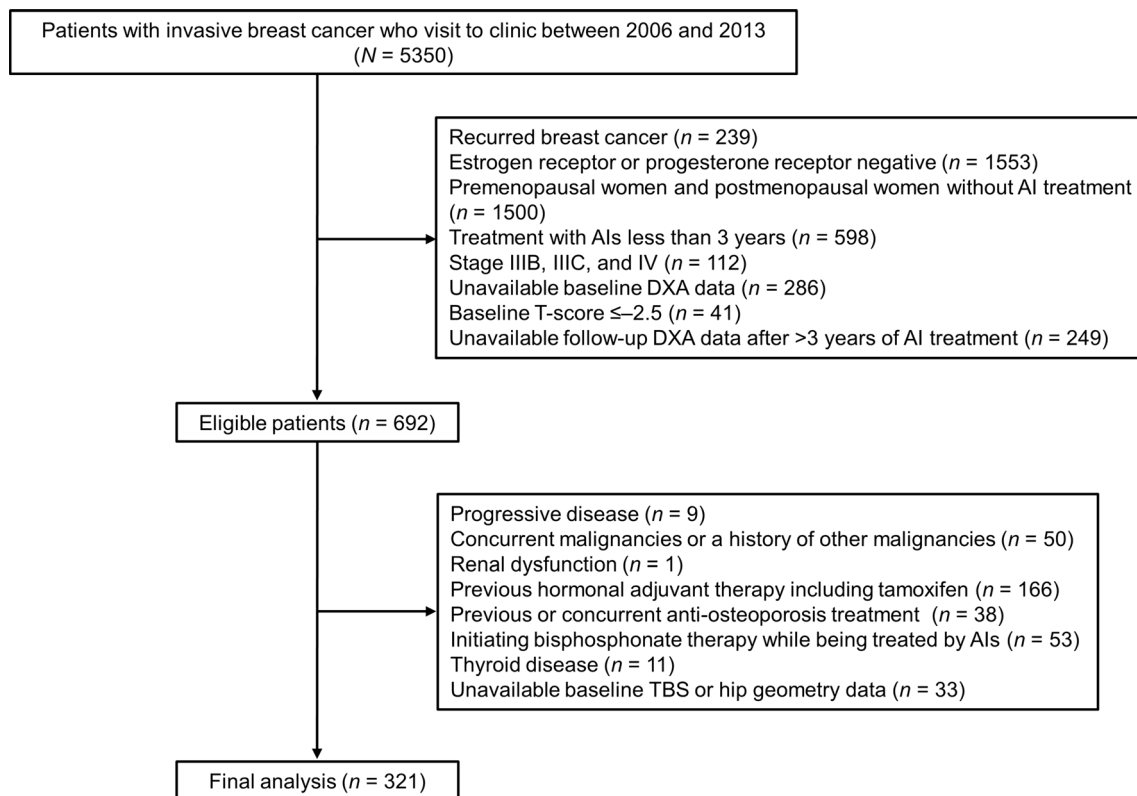 Patients with invasive breast cancer who visit to clinic between 2006 and 2013
(N = 5350)
Recurred breast cancer (n = 239)
Estrogen receptor or progesterone receptor negative (n = 1553)
Premenopausal women and postmenopausal women without AI treatment
(n = 1500)
Treatment with AIs less than 3 years (n = 598)
Stage IIIB, IIIC, and IV (n = 112)
Unavailable baseline DXA data (n = 286)
Baseline T-score ≤–2.5 (n = 41)
Unavailable follow-up DXA data after >3 years of AI treatment (n = 249)
Eligible patients (n = 692)
Progressive disease (n = 9)
Concurrent malignancies or a history of other malignancies (n = 50)
Renal dysfunction (n = 1)
Previous hormonal adjuvant therapy including tamoxifen (n = 166)
Previous or concurrent anti-osteoporosis treatment (n = 38)
Initiating bisphosphonate therapy while being treated by AIs (n = 53)
Thyroid disease (n = 11)
Unavailable baseline TBS or hip geometry data (n = 33)
Final analysis (n = 321)